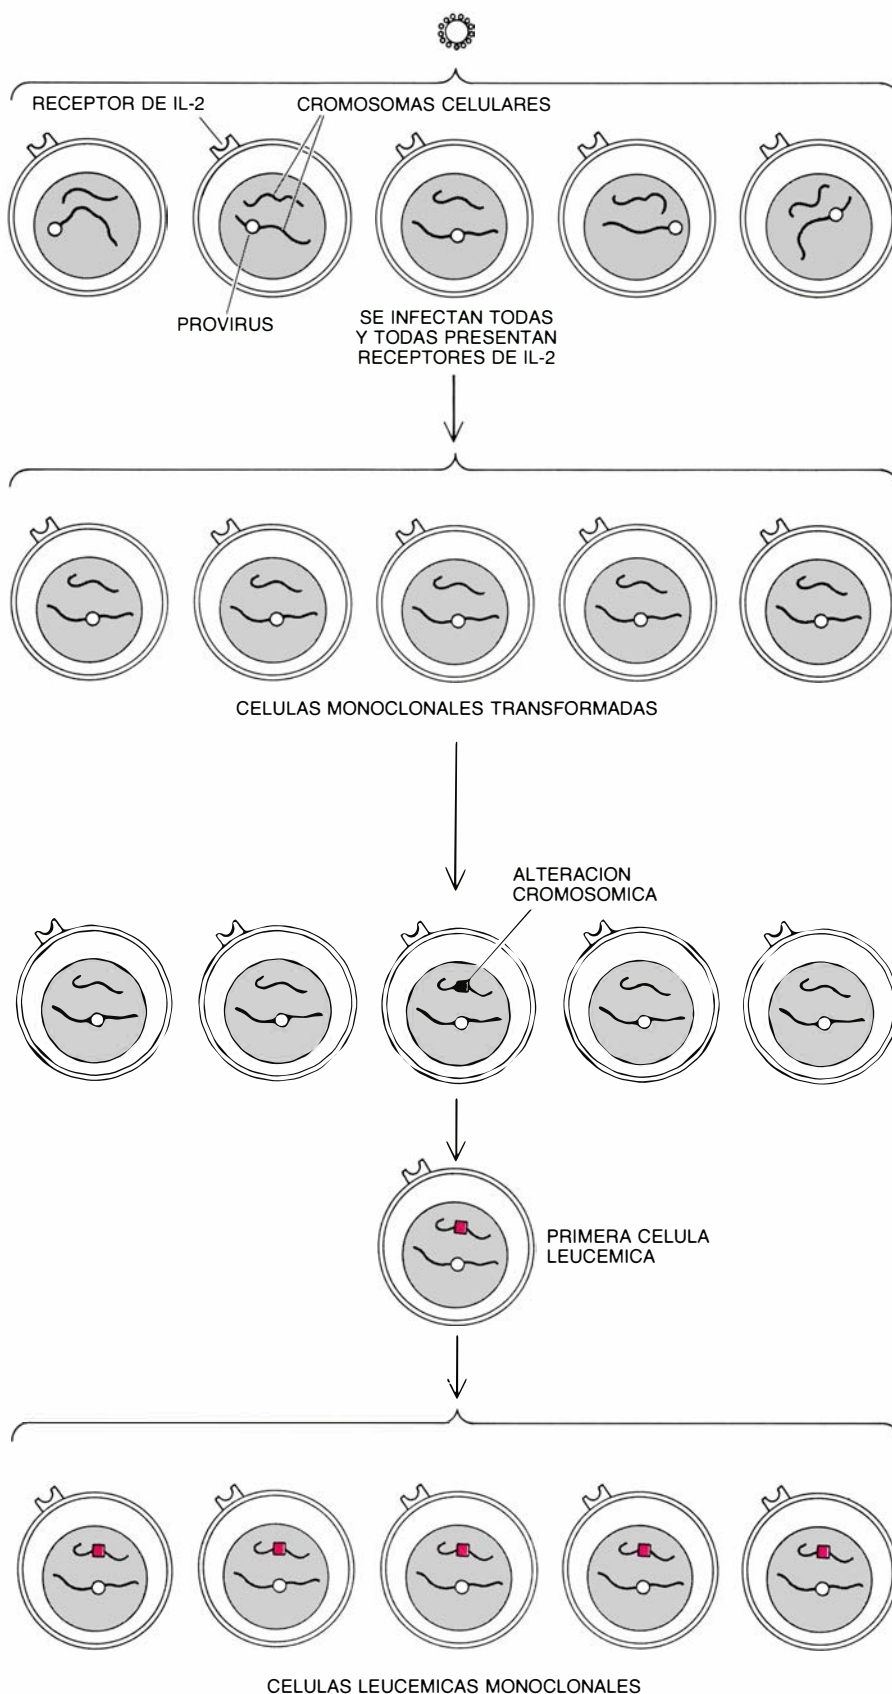 RECEPTOR DE IL-2
CROMOSOMAS CELULARES
PROVIRUS
SE INFECTAN TODAS
Y TODAS PRESENTAN
RECEPTORES DE IL-2
CELULAS MONOCLONALES TRANSFORMADAS
ALTERACION
CROMOSOMICA
PRIMERA CELULA
LEUCEMICA
CELULAS LEUCEMICAS MONOCLONALES